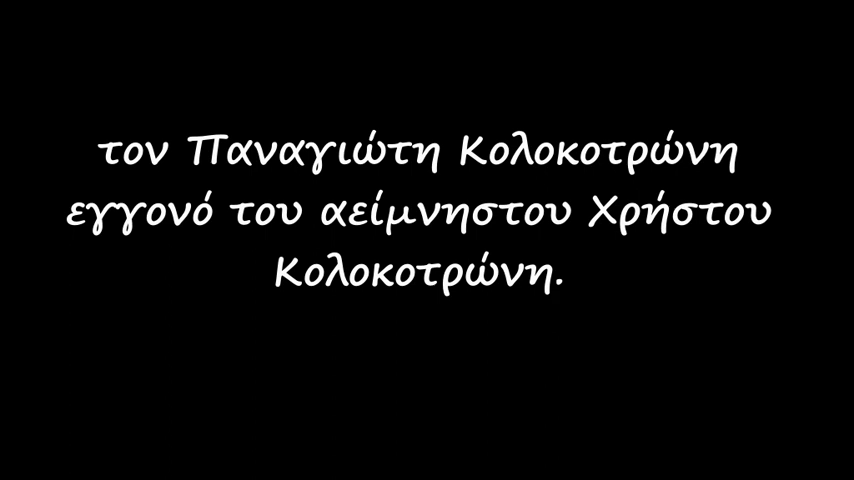 τον Παναγιώτη Κολοκοτρώνη
εγγονό του αείμνηστου Χρήστου
Κολοκοτρώνη.